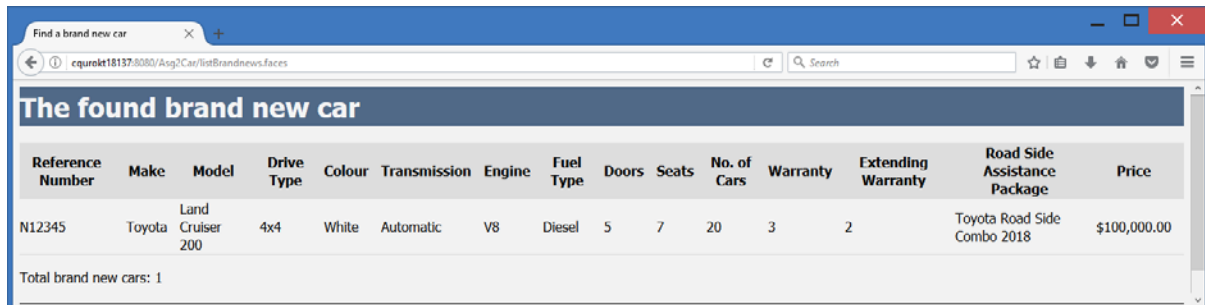 Find a brand new car
cqurokt18137:8080/Asg2Car/listBrandnews.faces
Search
The found brand new car
Reference Number Make Model Drive Type Colour Transmission Engine Fuel Type Doors Seats No. of Cars Warranty Extending Warranty Road Side Assistance Package Price
N12345 Toyota Land Cruiser 200 4x4 White Automatic V8 Diesel 5 7 20 3 2 Toyota Road Side Combo 2018 $100,000.00
Total brand new cars: 1